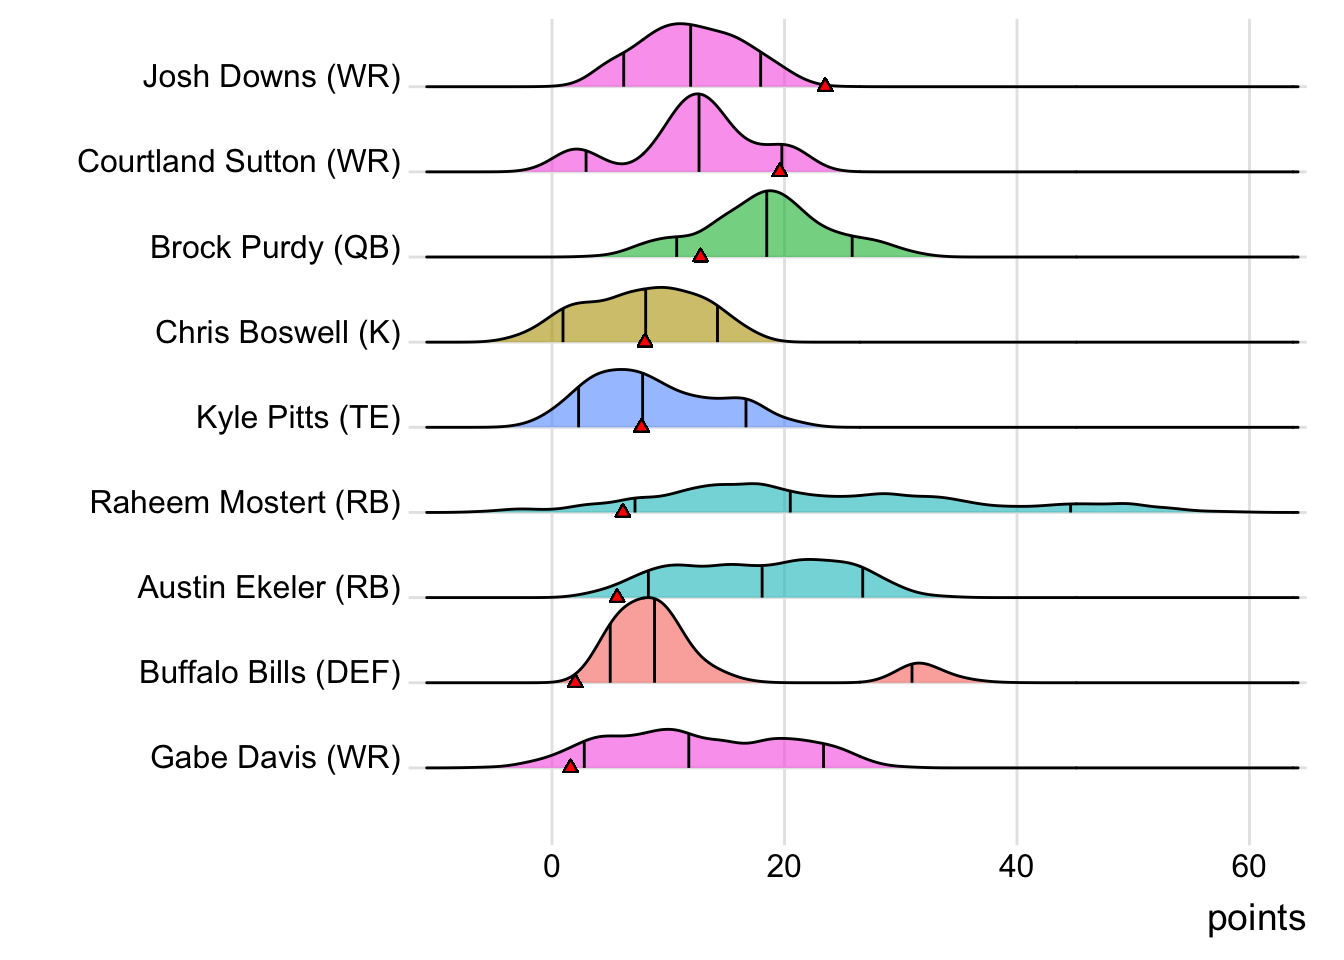 Josh Downs (WR)
Courtland Sutton (WR)
Brock Purdy (QB)
Chris Boswell (K)
Kyle Pitts (TE)
Raheem Mostert (RB)
Austin Ekeler (RB)
Buffalo Bills (DEF)
Gabe Davis (WR)
0 20 40 60
points